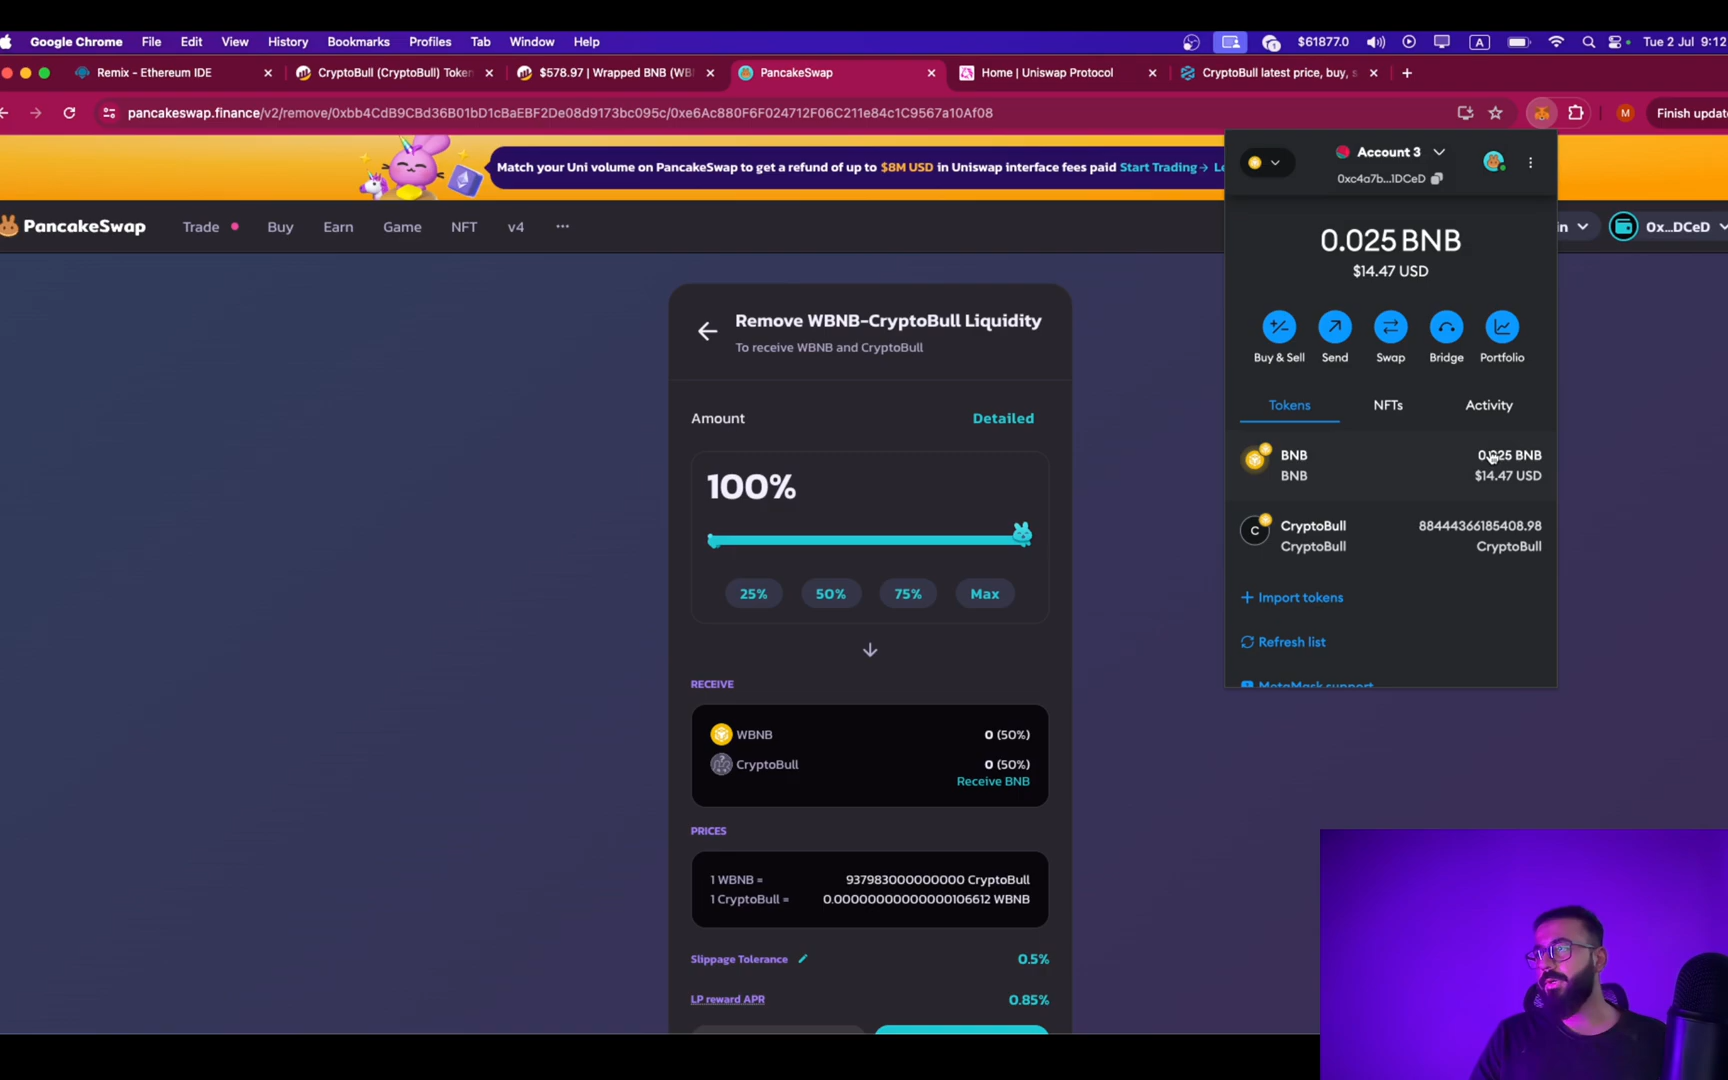 Google Chrome File Edit View History Bookmarks Profiles Tab Window Help
$61877.0 A Tue 2 Jul 9:12
Remix - Ethereum IDE
CryptoBull (CryptoBull) Token
$578.97 | Wrapped BNB (WB
PancakeSwap
Home | Uniswap Protocol
CryptoBull latest price, buy, s
pancakeswap.finance/v2/remove/0xbb4CdB9CBd36B01bD1cBaEBF2De08d9173bc095c/0xe6Ac880F6F024712F06C211e84c1C9567a10Af08
M
Finish updat
Match your Uni volume on PancakeSwap to get a refund of up to $8M USD in Uniswap interface fees paid Start Trading→
PancakeSwap
Trade Buy Earn Game NFT v4 ···
in
0x...DCeD
Remove WBNB-CryptoBull Liquidity
To receive WBNB and CryptoBull
Amount Detailed
100%
25% 50% 75% Max
RECEIVE
WBNB 0 (50%)
CryptoBull 0 (50%)
Receive BNB
PRICES
1 WBNB = 937983000000000 CryptoBull
1 CryptoBull = 0.00000000000000106612 WBNB
Slippage Tolerance 0.5%
LP reward APR 0.85%
Account 3
0xc4a7b...1DCeD
0.025 BNB
$14.47 USD
Buy & Sell Send Swap Bridge Portfolio
Tokens NFTs Activity
BNB 0.025 BNB
BNB $14.47 USD
C
CryptoBull 88444366185408.98
CryptoBull CryptoBull
+ Import tokens
Refresh list
MetaMask support